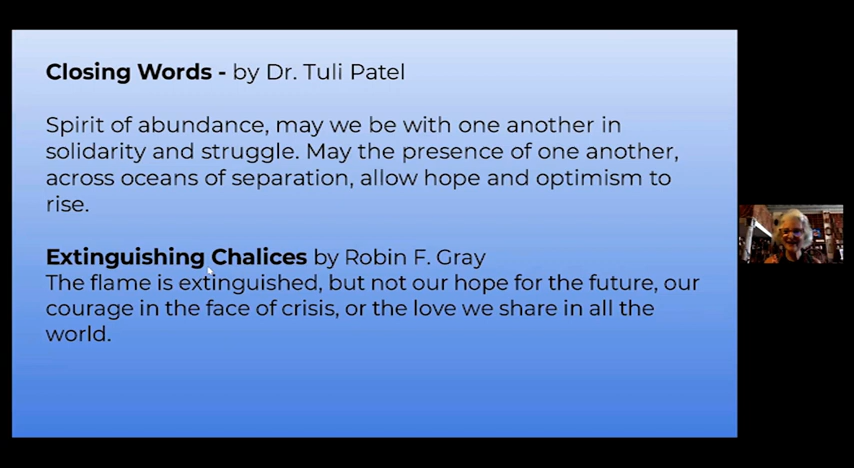 Closing Words - by Dr. Tuli Patel
Spirit of abundance, may we be with one another in
solidarity and struggle. May the presence of one another,
across oceans of separation, allow hope and optimism to
rise.
Extinguishing Chalices by Robin F. Gray
The flame is extinguished, but not our hope for the future, our
courage in the face of crisis, or the love we share in all the
world.